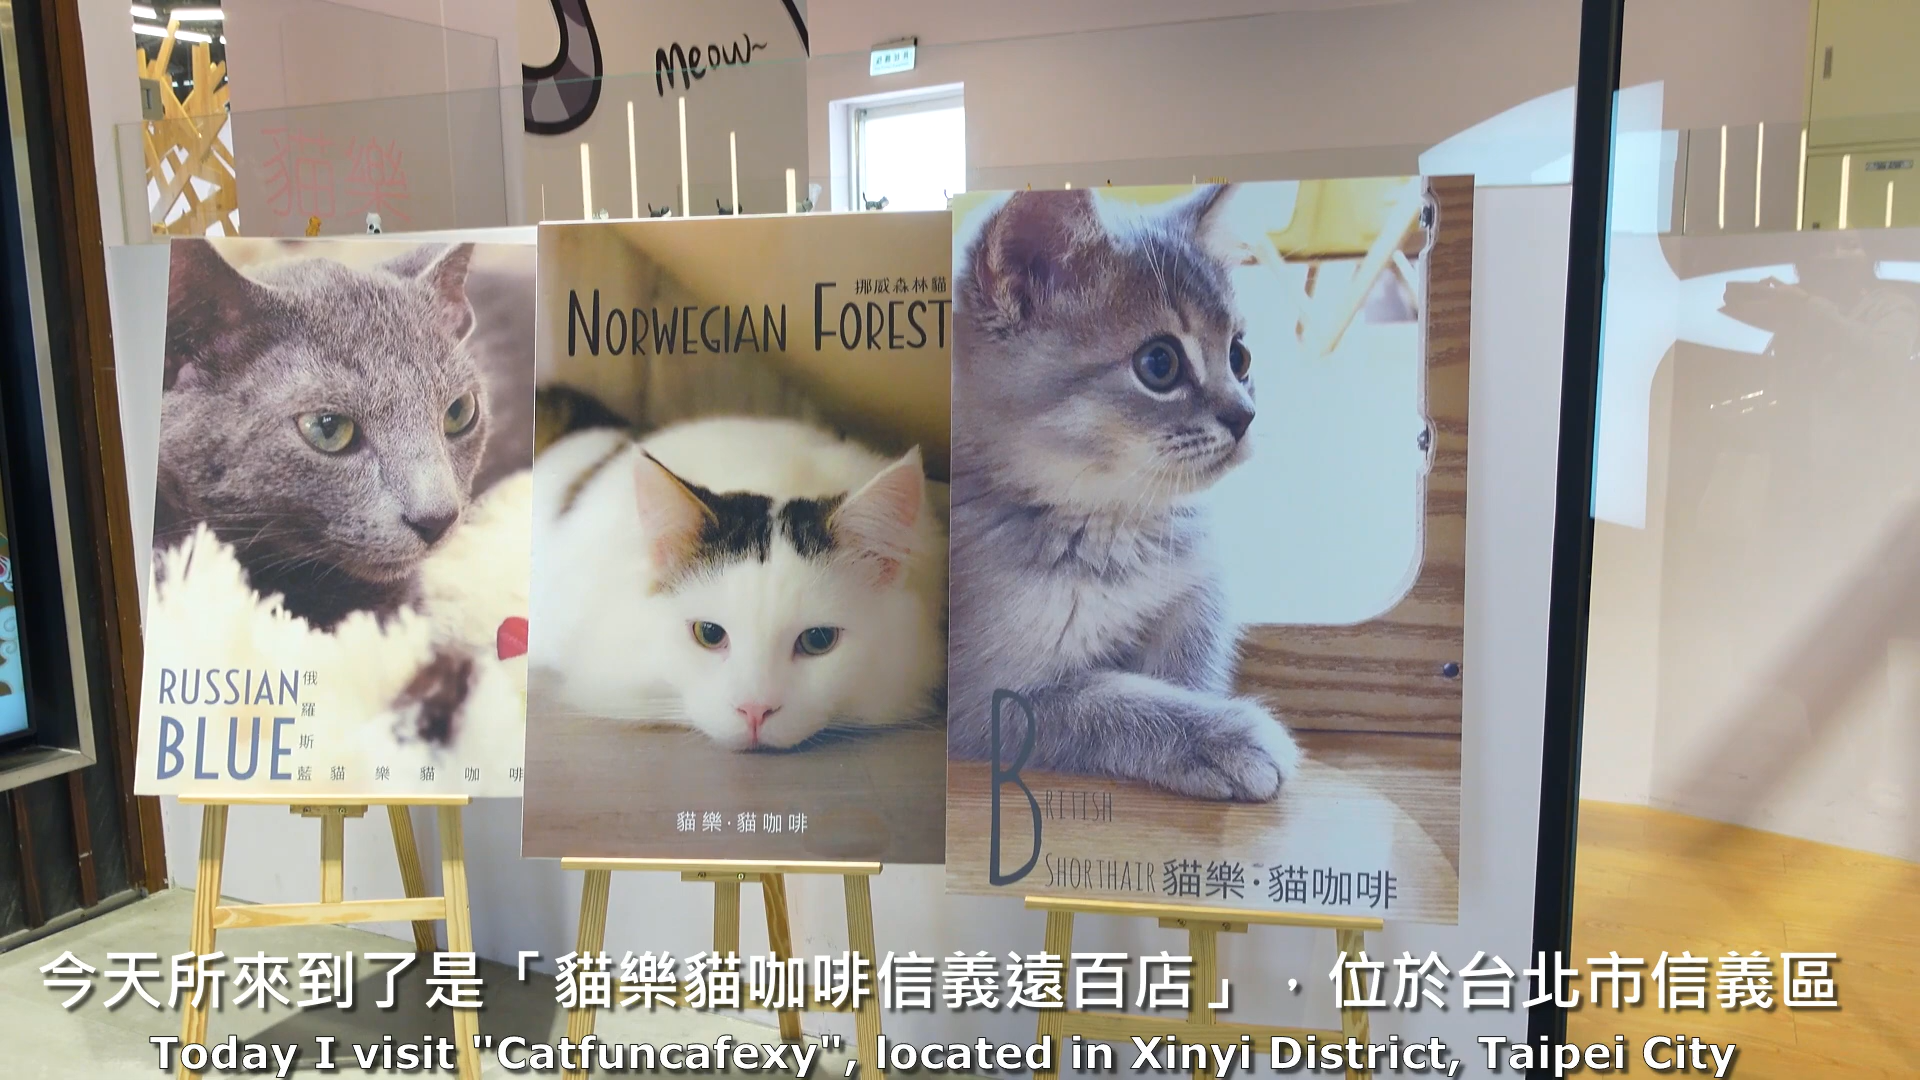 Meow~
貓樂
挪威森林貓
NORWEGIAN FOREST
RUSSIAN
BLUE
俄羅斯藍貓
樂貓咖啡
貓樂·貓咖啡
BRITISH
SHORTHAIR
貓樂·貓咖啡
今天所來到了是「貓樂貓咖啡信義遠百店」，位於台北市信義區
Today I visit "Catfuncafexy", located in Xinyi District, Taipei City